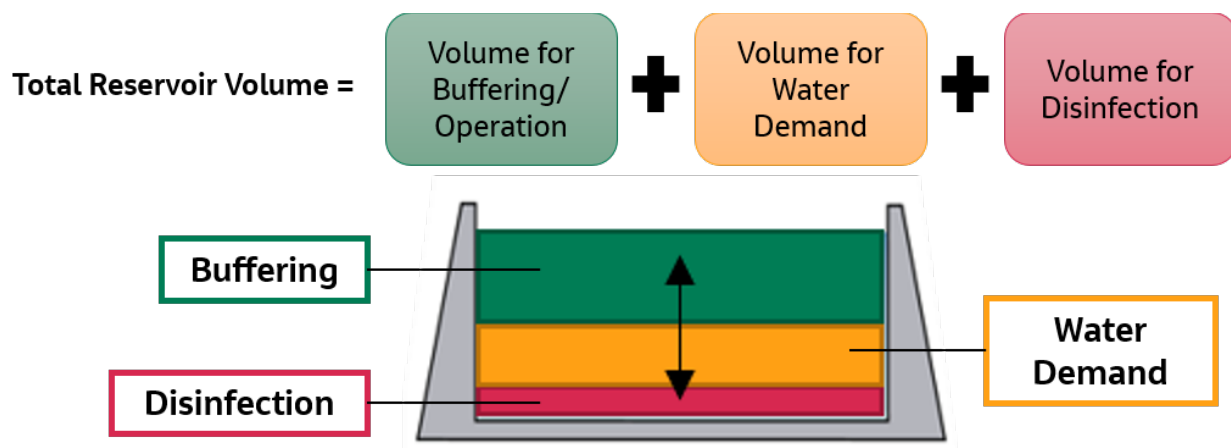 Total Reservoir Volume =
Volume for
Buffering/
Operation
+
Volume for
Water
Demand
+
Volume for
Disinfection
Buffering
Water
Demand
Disinfection